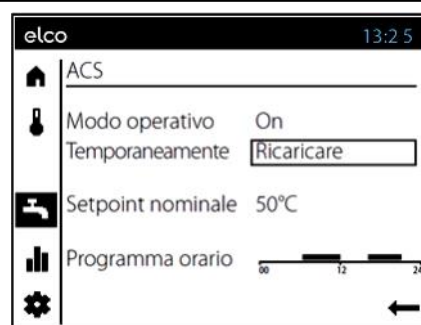 elco 13:25
ACS
Modo operativo On
Temporaneamente Ricaricare
Setpoint nominale 50°C
Programma orario
00 12 24